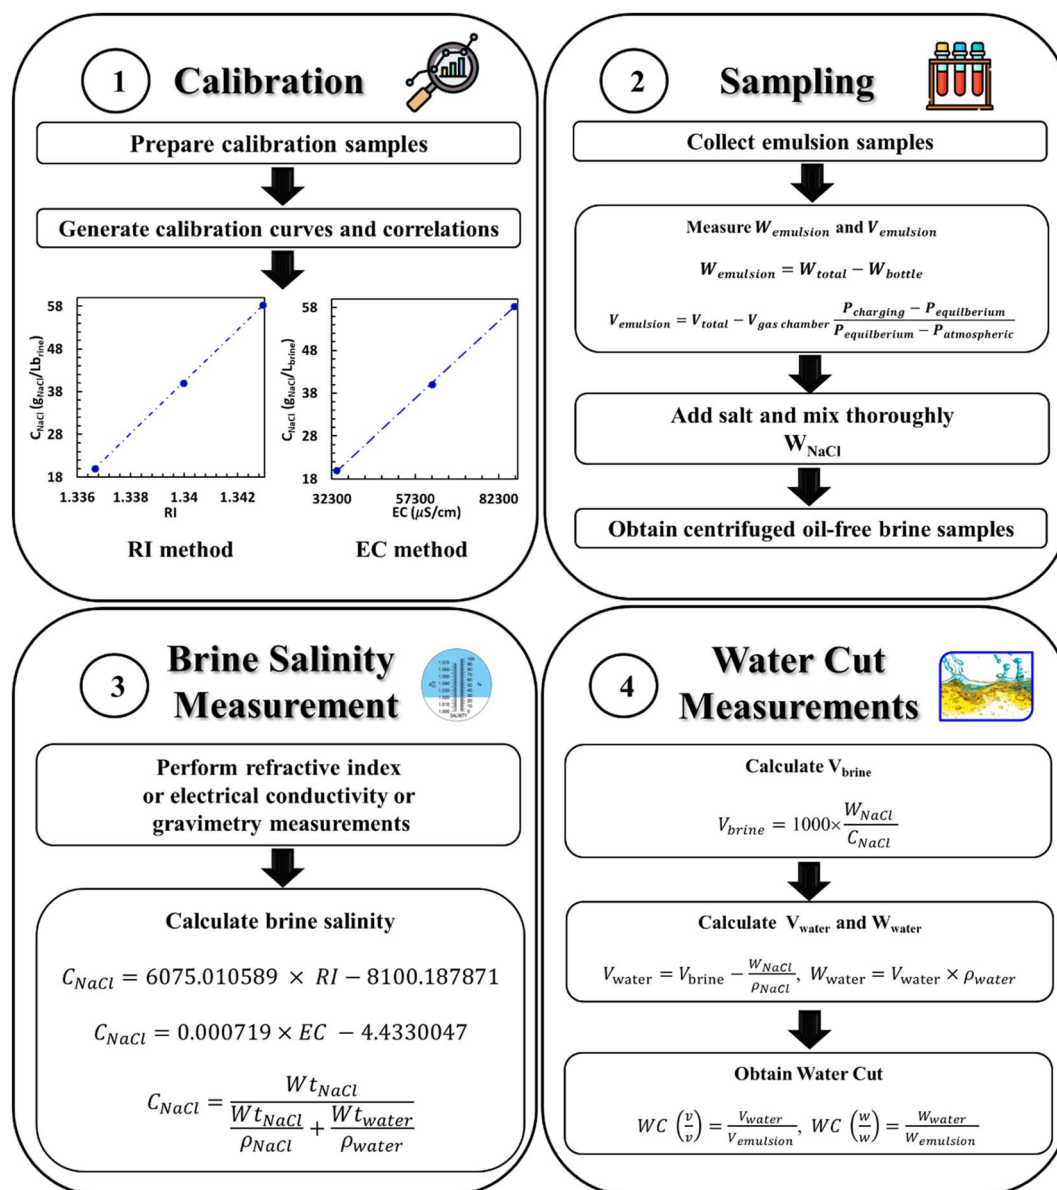 1 Calibration
Prepare calibration samples
Generate calibration curves and correlations
C_NaCl (g_NaCl/Lb_rine)
58
48
38
28
18
1.336 1.338 1.34 1.342
RI
RI method
C_NaCl (g_NaCl/L_brine)
58
48
38
28
18
32300 57300 82300
EC (μS/cm)
EC method
2 Sampling
Collect emulsion samples
Measure W_emulsion and V_emulsion
W_emulsion = W_total − W_bottle
V_emulsion = V_total − V_gas chamber (P_charging − P_equilberium)/(P_equilberium − P_atmospheric)
Add salt and mix thoroughly
W_NaCl
Obtain centrifuged oil-free brine samples
3 Brine Salinity
Measurement
SALINITY
Perform refractive index
or electrical conductivity or
gravimetry measurements
Calculate brine salinity
C_NaCl = 6075.010589 × RI − 8100.187871
C_NaCl = 0.000719 × EC − 4.4330047
C_NaCl = Wt_NaCl/(Wt_NaCl/ρ_NaCl + Wt_water/ρ_water)
4 Water Cut
Measurements
Calculate V_brine
V_brine = 1000× W_NaCl/C_NaCl
Calculate V_water and W_water
V_water = V_brine − W_NaCl/ρ_NaCl, W_water = V_water × ρ_water
Obtain Water Cut
WC (v/v) = V_water/V_emulsion, WC (w/w) = W_water/W_emulsion